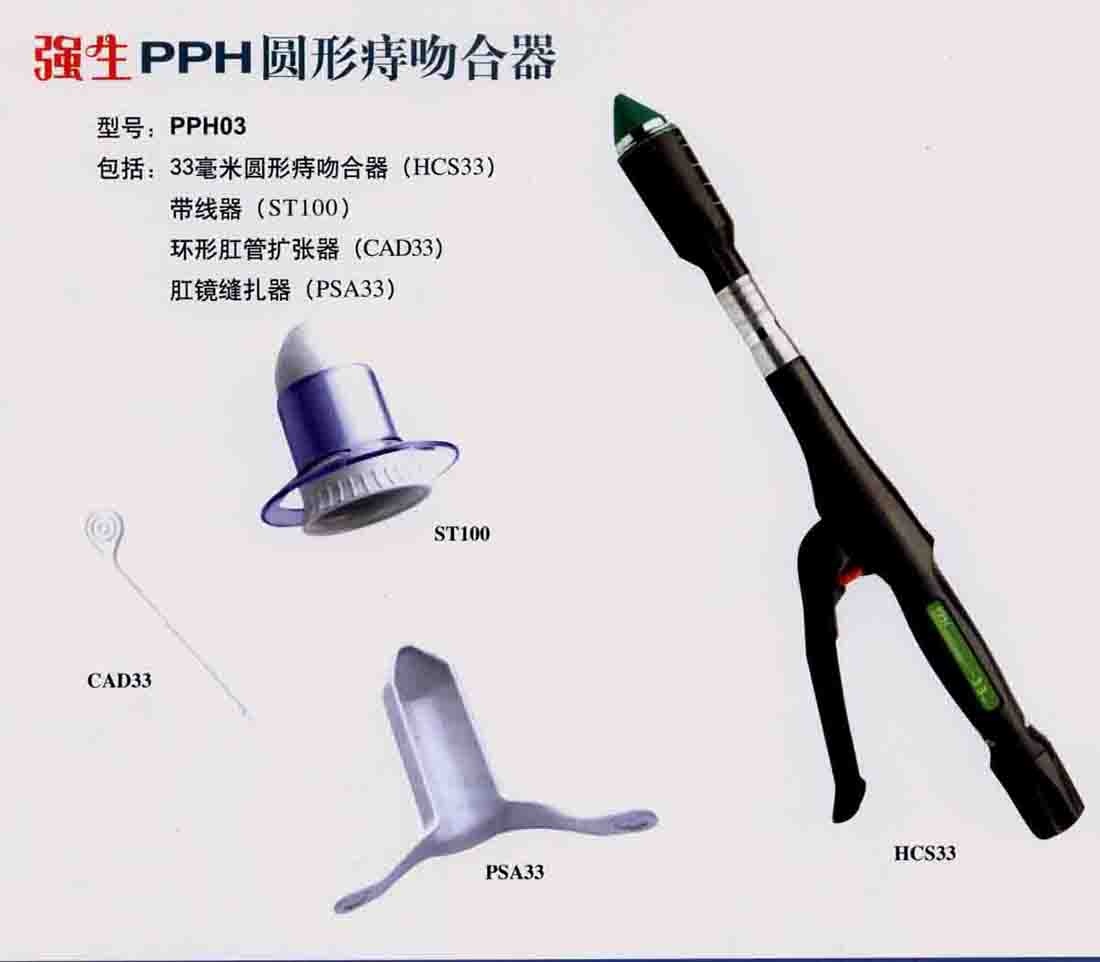 强生PPH圆形痔吻合器
型号：PPH03
包括：33毫米圆形痔吻合器（HCS33）
带线器（ST100）
环形肛管扩张器（CAD33）
肛镜缝扎器（PSA33）
ST100
CAD33
PSA33
HCS33
33